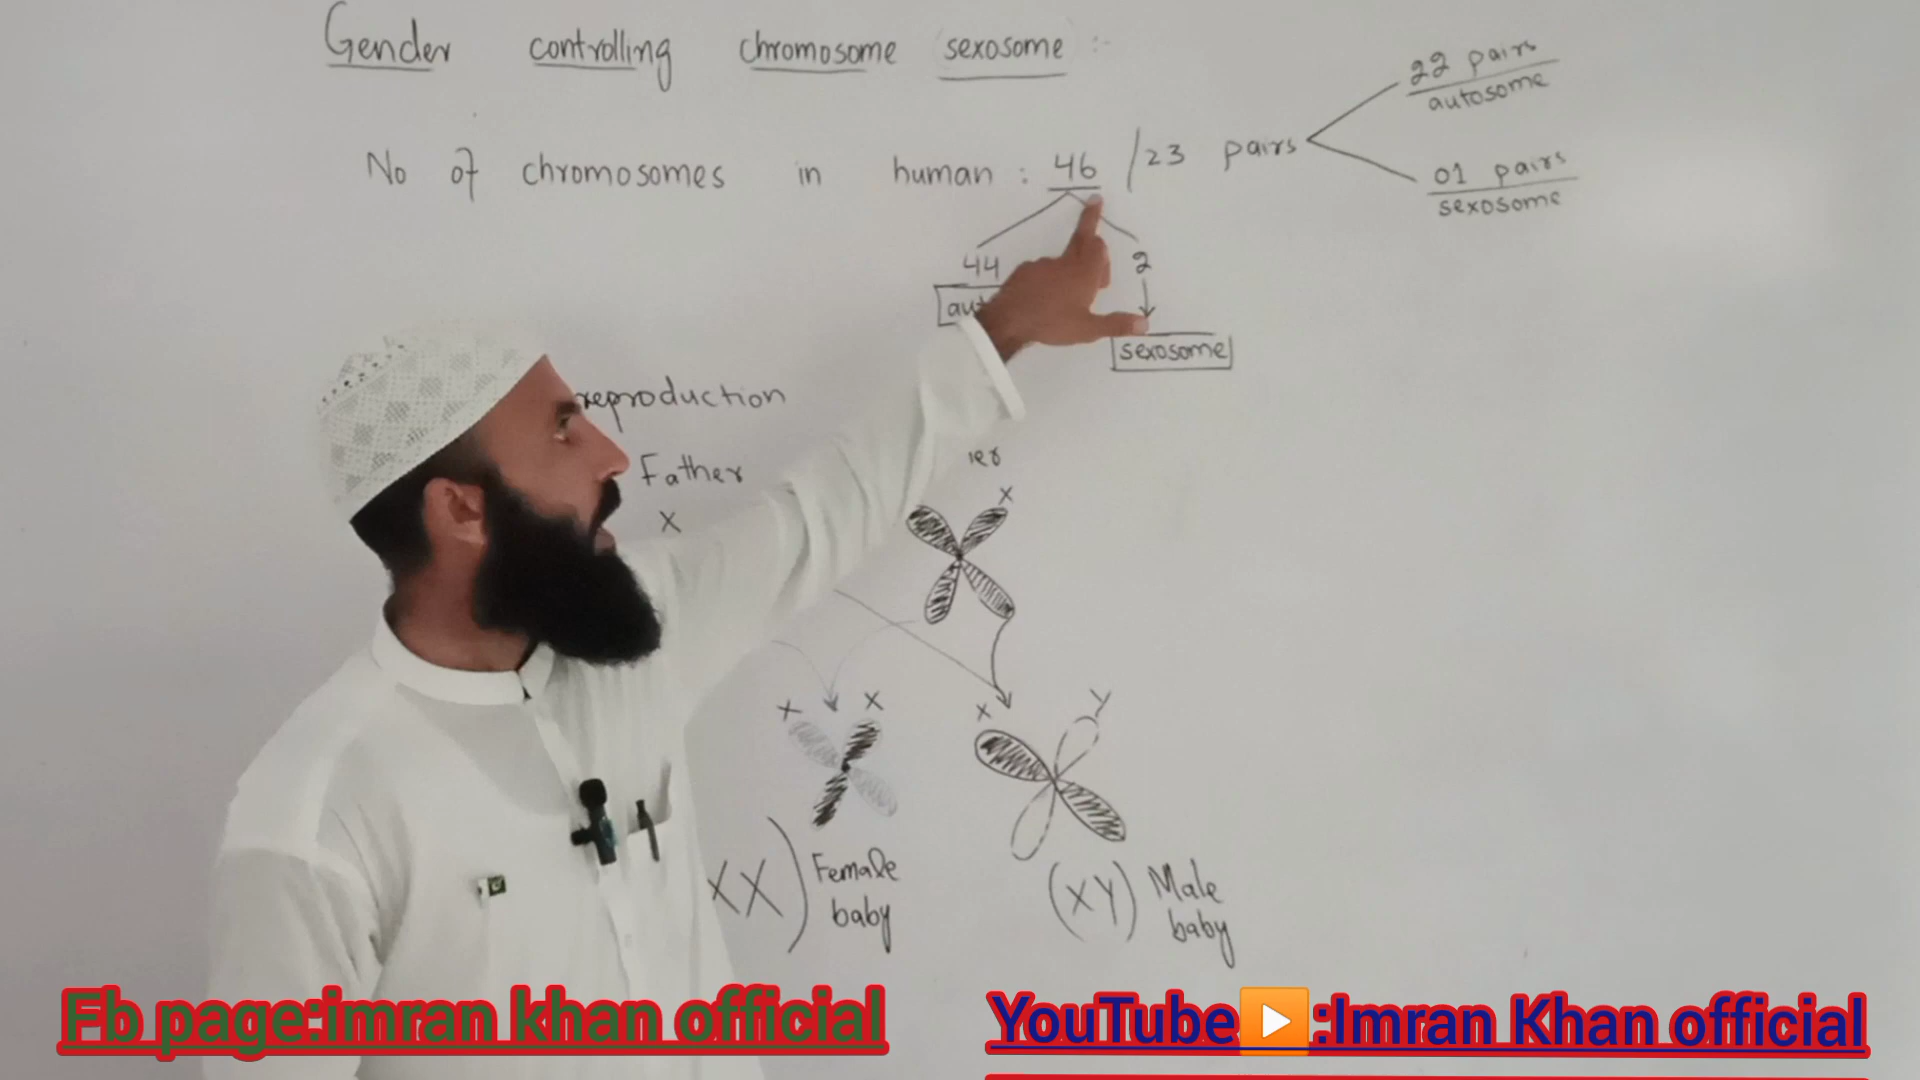 Gender controlling chromosome sexosome :-
22 pairs
autosome
No of chromosomes in human : 46 / 23 pairs
01 pairs
sexosome
44 2
sexosome
reproduction
Father
X
X
X X
X Y
XX) Female baby
(XY) Male baby
Fb page:imran khan official
YouTube▶️:Imran Khan official